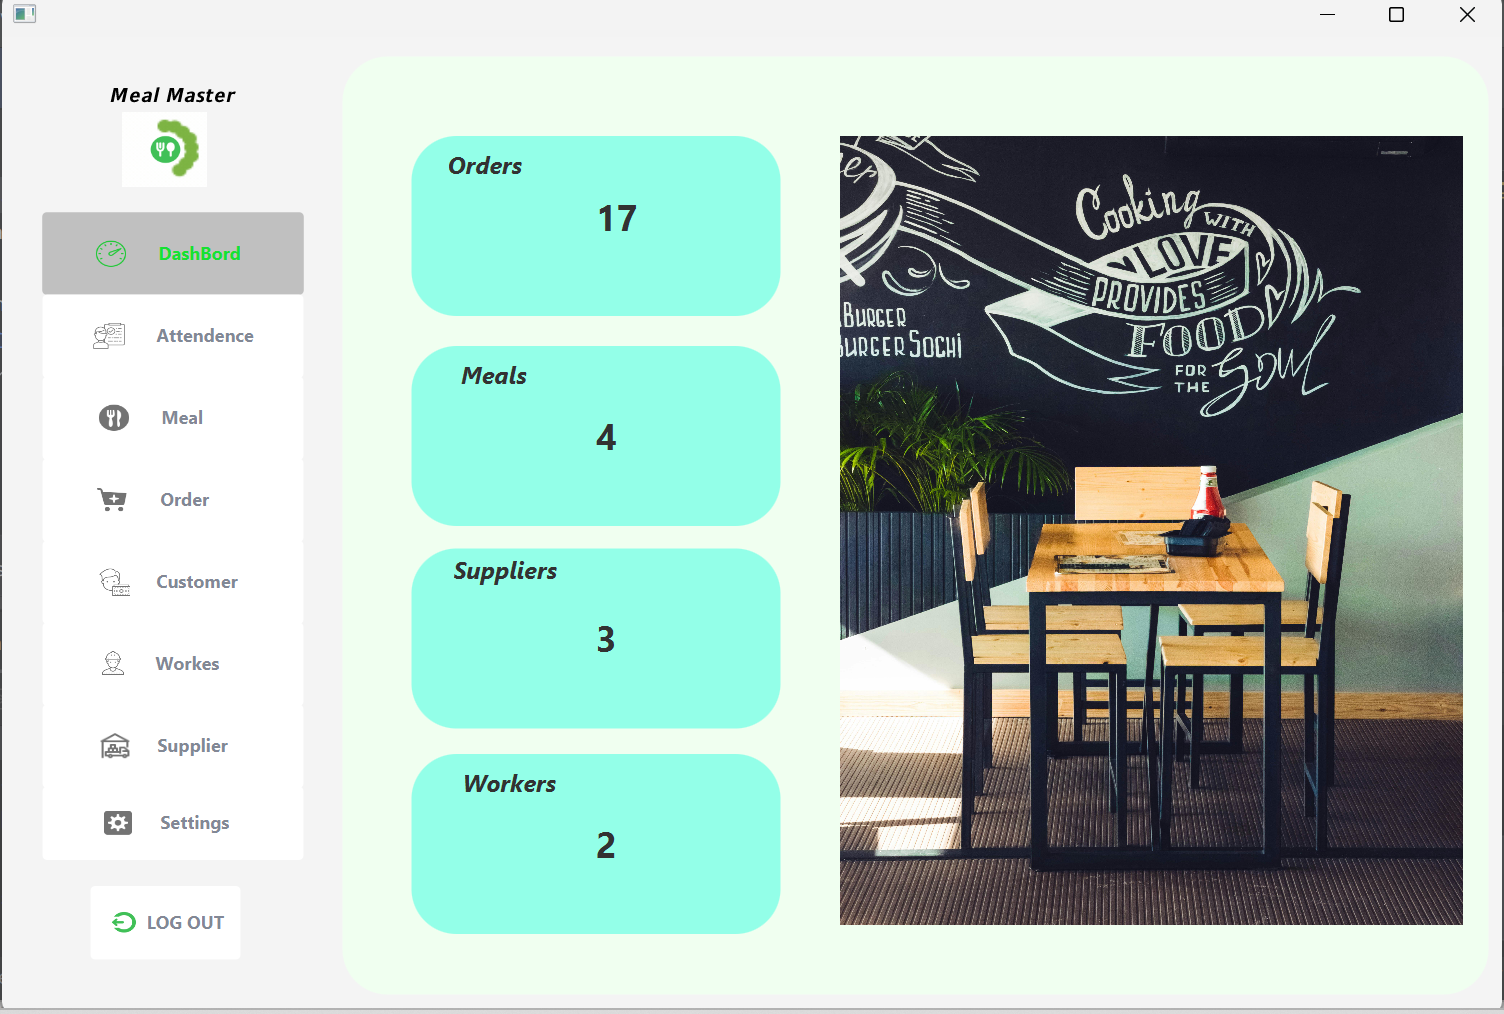 Meal Master
DashBord
Attendence
Meal
Order
Customer
Workes
Supplier
Settings
LOG OUT
Orders
17
Meals
4
Suppliers
3
Workers
2
Cooking
WITH
LOVE
PROVIDES
FOOD
FOR
THE
Soul
BURGER
BURGER SOCHI